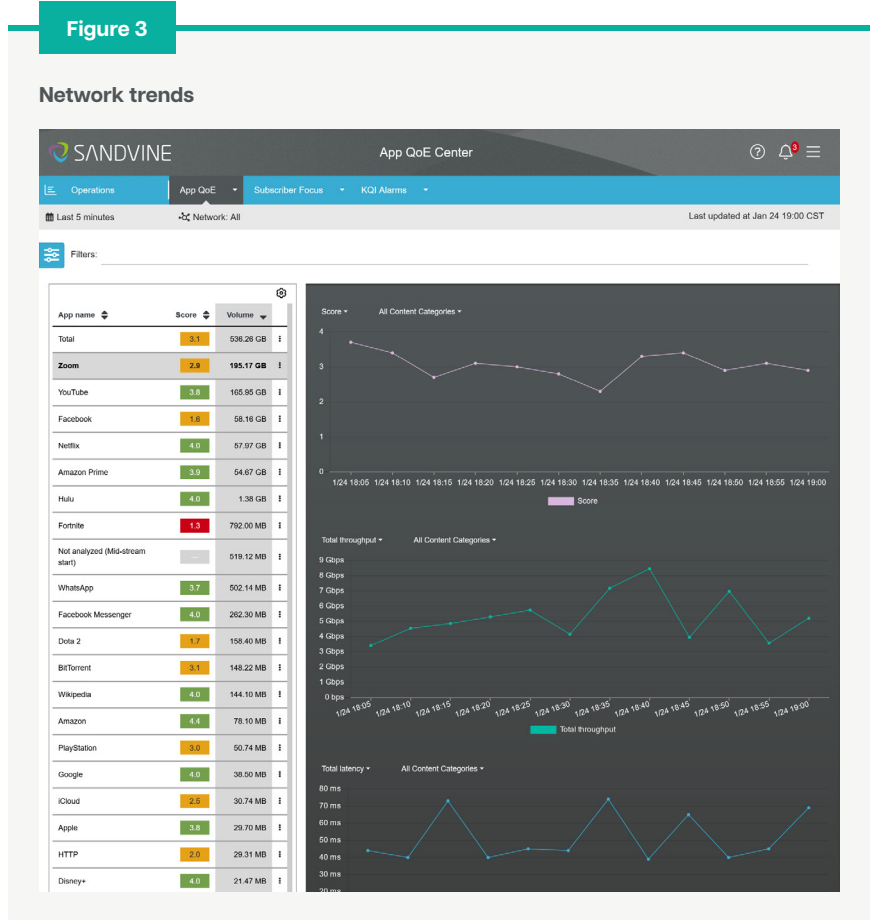 Figure 3
Network trends
SANDVINE
App QoE Center
3
Operations
App QoE
Subscriber Focus
KQI Alarms
Last 5 minutes
Network: All
Last updated at Jan 24 19:00 CST
Filters:
App name Score Volume
Total 3.1 536.26 GB
Zoom 2.9 195.17 GB
YouTube 3.8 165.95 GB
Facebook 1.6 58.16 GB
Netflix 4.0 57.97 GB
Amazon Prime 3.9 54.67 GB
Hulu 4.0 1.38 GB
Fortnite 1.3 792.00 MB
Not analyzed (Mid-stream
start) --- 519.12 MB
WhatsApp 3.7 502.14 MB
Facebook Messenger 4.0 262.30 MB
Dota 2 1.7 158.40 MB
BitTorrent 3.1 148.22 MB
Wikipedia 4.0 144.10 MB
Amazon 4.4 78.10 MB
PlayStation 3.0 50.74 MB
Google 4.0 38.50 MB
iCloud 2.5 30.74 MB
Apple 3.8 29.70 MB
HTTP 2.0 29.31 MB
Disney+ 4.0 21.47 MB
Score All Content Categories
4
3
2
1
0
1/24 18:05 1/24 18:10 1/24 18:15 1/24 18:20 1/24 18:25 1/24 18:30 1/24 18:35 1/24 18:40 1/24 18:45 1/24 18:50 1/24 18:55 1/24 19:00
Score
Total throughput All Content Categories
9 Gbps
8 Gbps
7 Gbps
6 Gbps
5 Gbps
4 Gbps
3 Gbps
2 Gbps
1 Gbps
0 bps
1/24 18:05 1/24 18:10 1/24 18:15 1/24 18:20 1/24 18:25 1/24 18:30 1/24 18:35 1/24 18:40 1/24 18:45 1/24 18:50 1/24 18:55 1/24 19:00
Total throughput
Total latency All Content Categories
80 ms
70 ms
60 ms
50 ms
40 ms
30 ms
20 ms